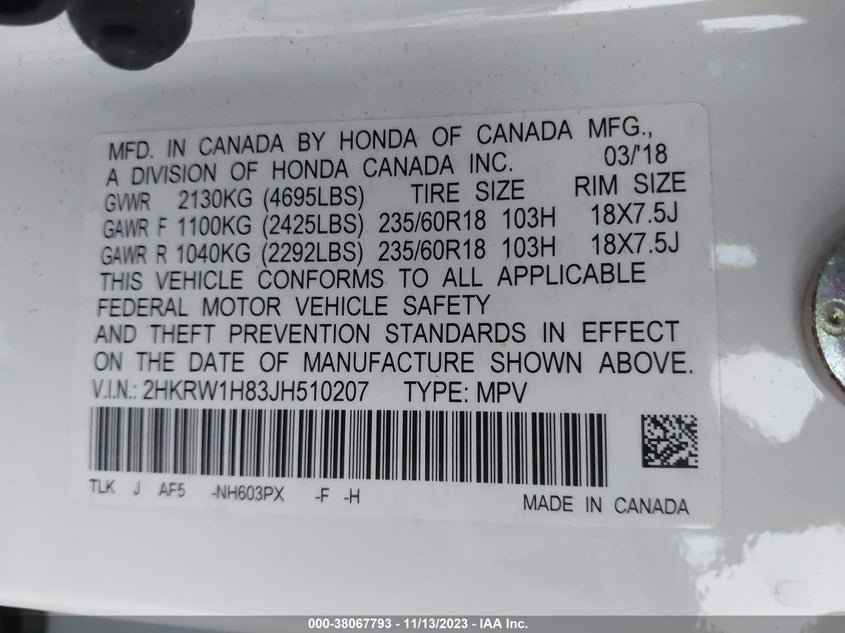 MFD. IN CANADA BY HONDA OF CANADA MFG.,
A DIVISION OF HONDA CANADA INC. 03/'18
GVWR 2130KG (4695LBS) TIRE SIZE RIM SIZE
GAWR F 1100KG (2425LBS) 235/60R18 103H 18X7.5J
GAWR R 1040KG (2292LBS) 235/60R18 103H 18X7.5J
THIS VEHICLE CONFORMS TO ALL APPLICABLE
FEDERAL MOTOR VEHICLE SAFETY
AND THEFT PREVENTION STANDARDS IN EFFECT
ON THE DATE OF MANUFACTURE SHOWN ABOVE.
V.I.N.: 2HKRW1H83JH510207 TYPE: MPV
TLK J AF5 -NH603PX -F -H
MADE IN CANADA
000-38067793 - 11/13/2023 - IAA Inc.